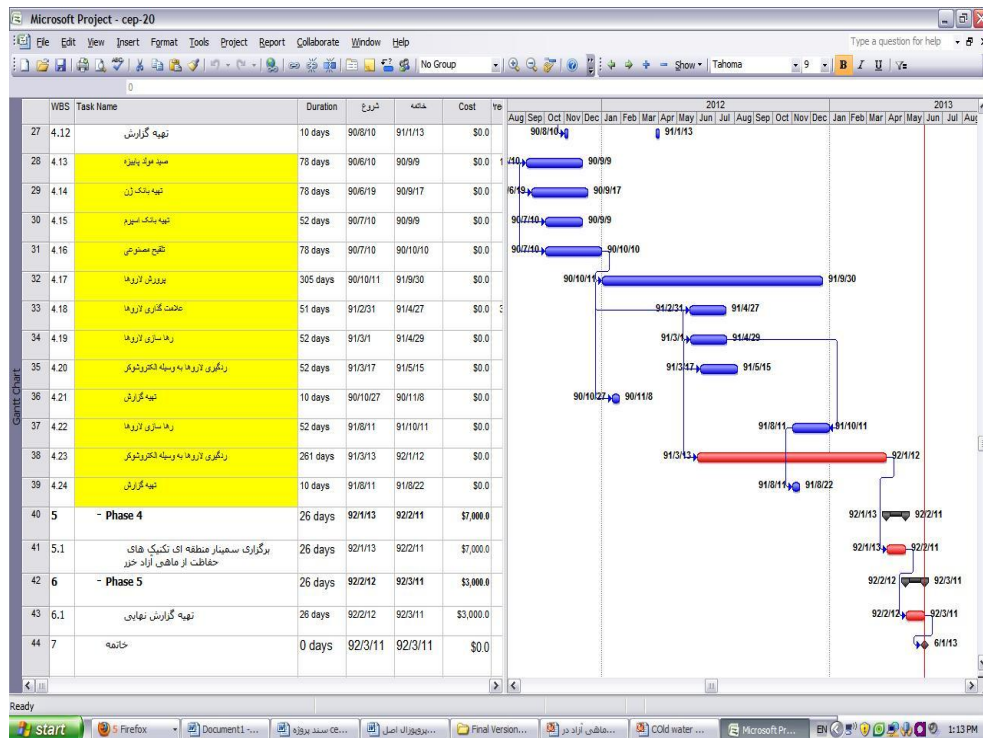 Microsoft Project - cep-20
File Edit View Insert Format Tools Project Report Collaborate Window Help
Type a question for help
No Group Show Tahoma 9 B I U
0
WBS Task Name Duration شروع خاتمه Cost
2012 2013
Aug Sep Oct Nov Dec Jan Feb Mar Apr May Jun Jul Aug Sep Oct Nov Dec Jan Feb Mar Apr May Jun Jul Aug
27 4.12 تهیه گزارش 10 days 90/8/10 91/1/13 $0.0 90/8/10 91/1/13
28 4.13 صید مولد پاییزه 78 days 90/6/10 90/9/9 $0.0 /10 90/9/9
29 4.14 تهیه بانک ژن 78 days 90/6/19 90/9/17 $0.0 /6/19 90/9/17
30 4.15 تهیه بانک اسپرم 52 days 90/7/10 90/9/9 $0.0 90/7/10 90/9/9
31 4.16 تلقیح مصنوعی 78 days 90/7/10 90/10/10 $0.0 90/7/10 90/10/10
32 4.17 پرورش لاروها 305 days 90/10/11 91/9/30 $0.0 90/10/11 91/9/30
33 4.18 علامت گذاری لاروها 51 days 91/2/31 91/4/27 $0.0 91/2/31 91/4/27
34 4.19 رها سازی لاروها 52 days 91/3/1 91/4/29 $0.0 91/3/1 91/4/29
35 4.20 ردگیری لاروها به وسیله الکتروشوکر 52 days 91/3/17 91/5/15 $0.0 91/3/17 91/5/15
36 4.21 تهیه گزارش 10 days 90/10/27 90/11/8 $0.0 90/10/27 90/11/8
37 4.22 رها سازی لاروها 52 days 91/8/11 91/10/11 $0.0 91/8/11 91/10/11
38 4.23 ردگیری لاروها به وسیله الکتروشوکر 261 days 91/3/13 92/1/12 $0.0 91/3/13 92/1/12
39 4.24 تهیه گزارش 10 days 91/8/11 91/8/22 $0.0 91/8/11 91/8/22
40 5 - Phase 4 26 days 92/1/13 92/2/11 $7,000.0 92/1/13 92/2/11
41 5.1 برگزاری سمینار منطقه ای تکنیک های 26 days 92/1/13 92/2/11 $7,000.0 92/1/13 92/2/11
حفاظت از ماهی آزاد خزر
42 6 - Phase 5 26 days 92/2/12 92/3/11 $3,000.0 92/2/12 92/3/11
43 6.1 تهیه گزارش نهایی 26 days 92/2/12 92/3/11 $3,000.0 92/2/12 92/3/11
44 7 خاتمه 0 days 92/3/11 92/3/11 $0.0 6/1/13
Gantt Chart
Ready
start 5 Firefox Document1 -... سند پروژه ce... پروپوزال اصل... Final Version... ماهی آزاد در... COld water ... Microsoft Pr... EN 1:13 PM